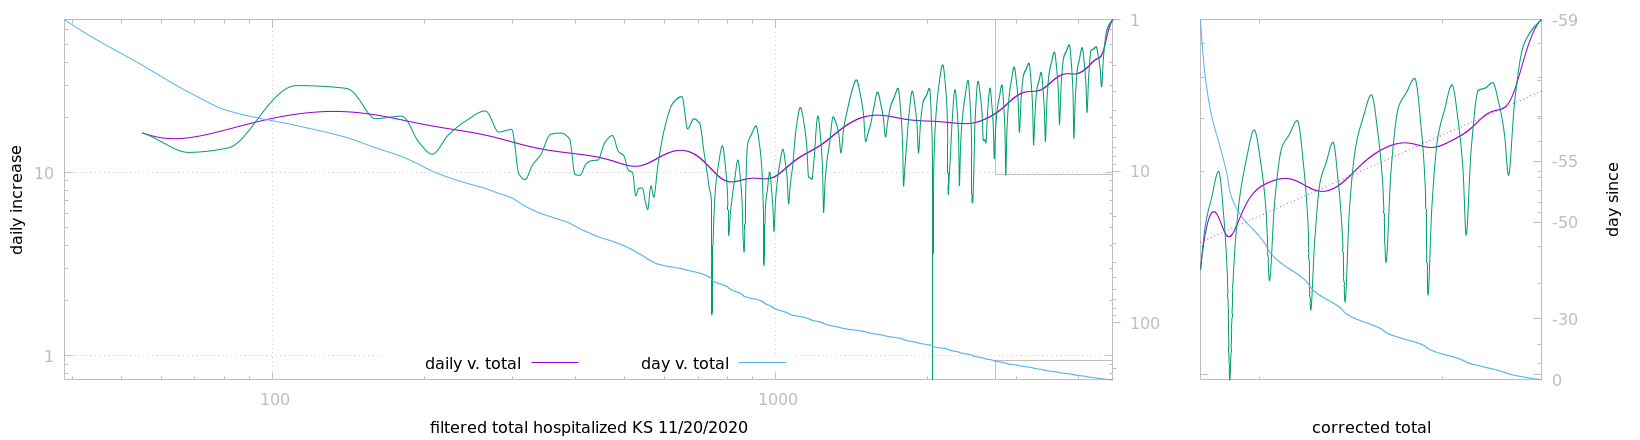 daily increase
10
1
100
1000
1
10
100
daily v. total
day v. total
filtered total hospitalized KS 11/20/2020
-59
-55
-50
-30
0
day since
corrected total